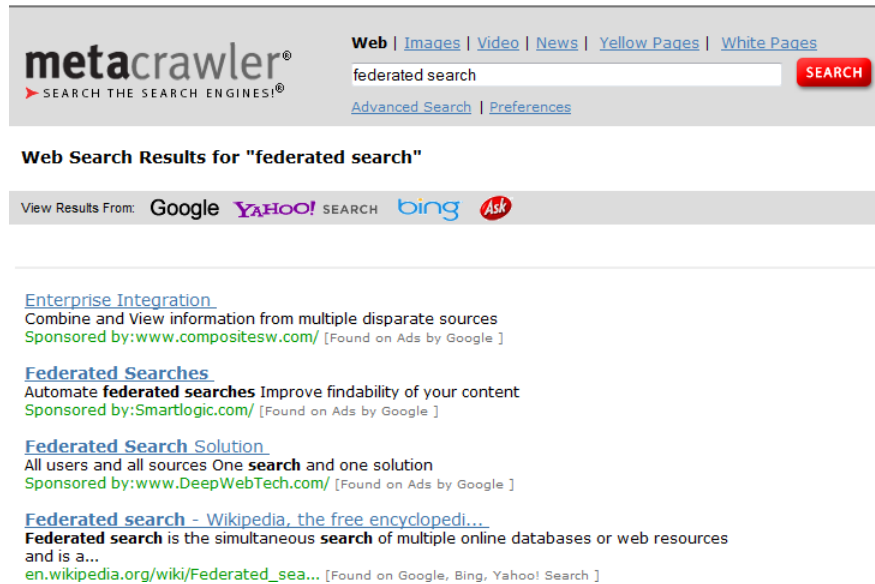 Web | Images | Video | News | Yellow Pages | White Pages
metacrawler®
federated search
SEARCH
SEARCH THE SEARCH ENGINES!®
Advanced Search | Preferences
Web Search Results for "federated search"
View Results From: Google YAHOO! SEARCH bing Ask
Enterprise Integration
Combine and View information from multiple disparate sources
Sponsored by:www.compositesw.com/ [Found on Ads by Google ]
Federated Searches
Automate federated searches Improve findability of your content
Sponsored by:Smartlogic.com/ [Found on Ads by Google ]
Federated Search Solution
All users and all sources One search and one solution
Sponsored by:www.DeepWebTech.com/ [Found on Ads by Google ]
Federated search - Wikipedia, the free encyclopedi...
Federated search is the simultaneous search of multiple online databases or web resources
and is a...
en.wikipedia.org/wiki/Federated_sea... [Found on Google, Bing, Yahoo! Search ]